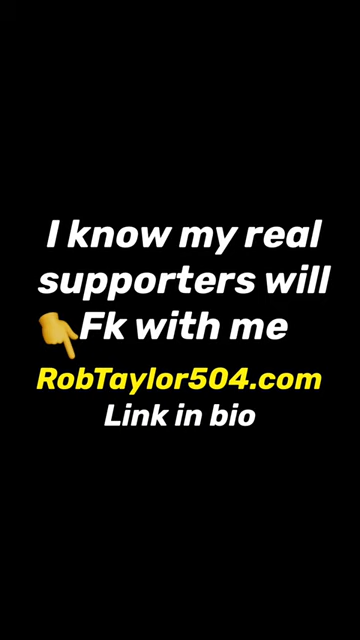 I know my real
supporters will
👇Fk with me
RobTaylor504.com
Link in bio